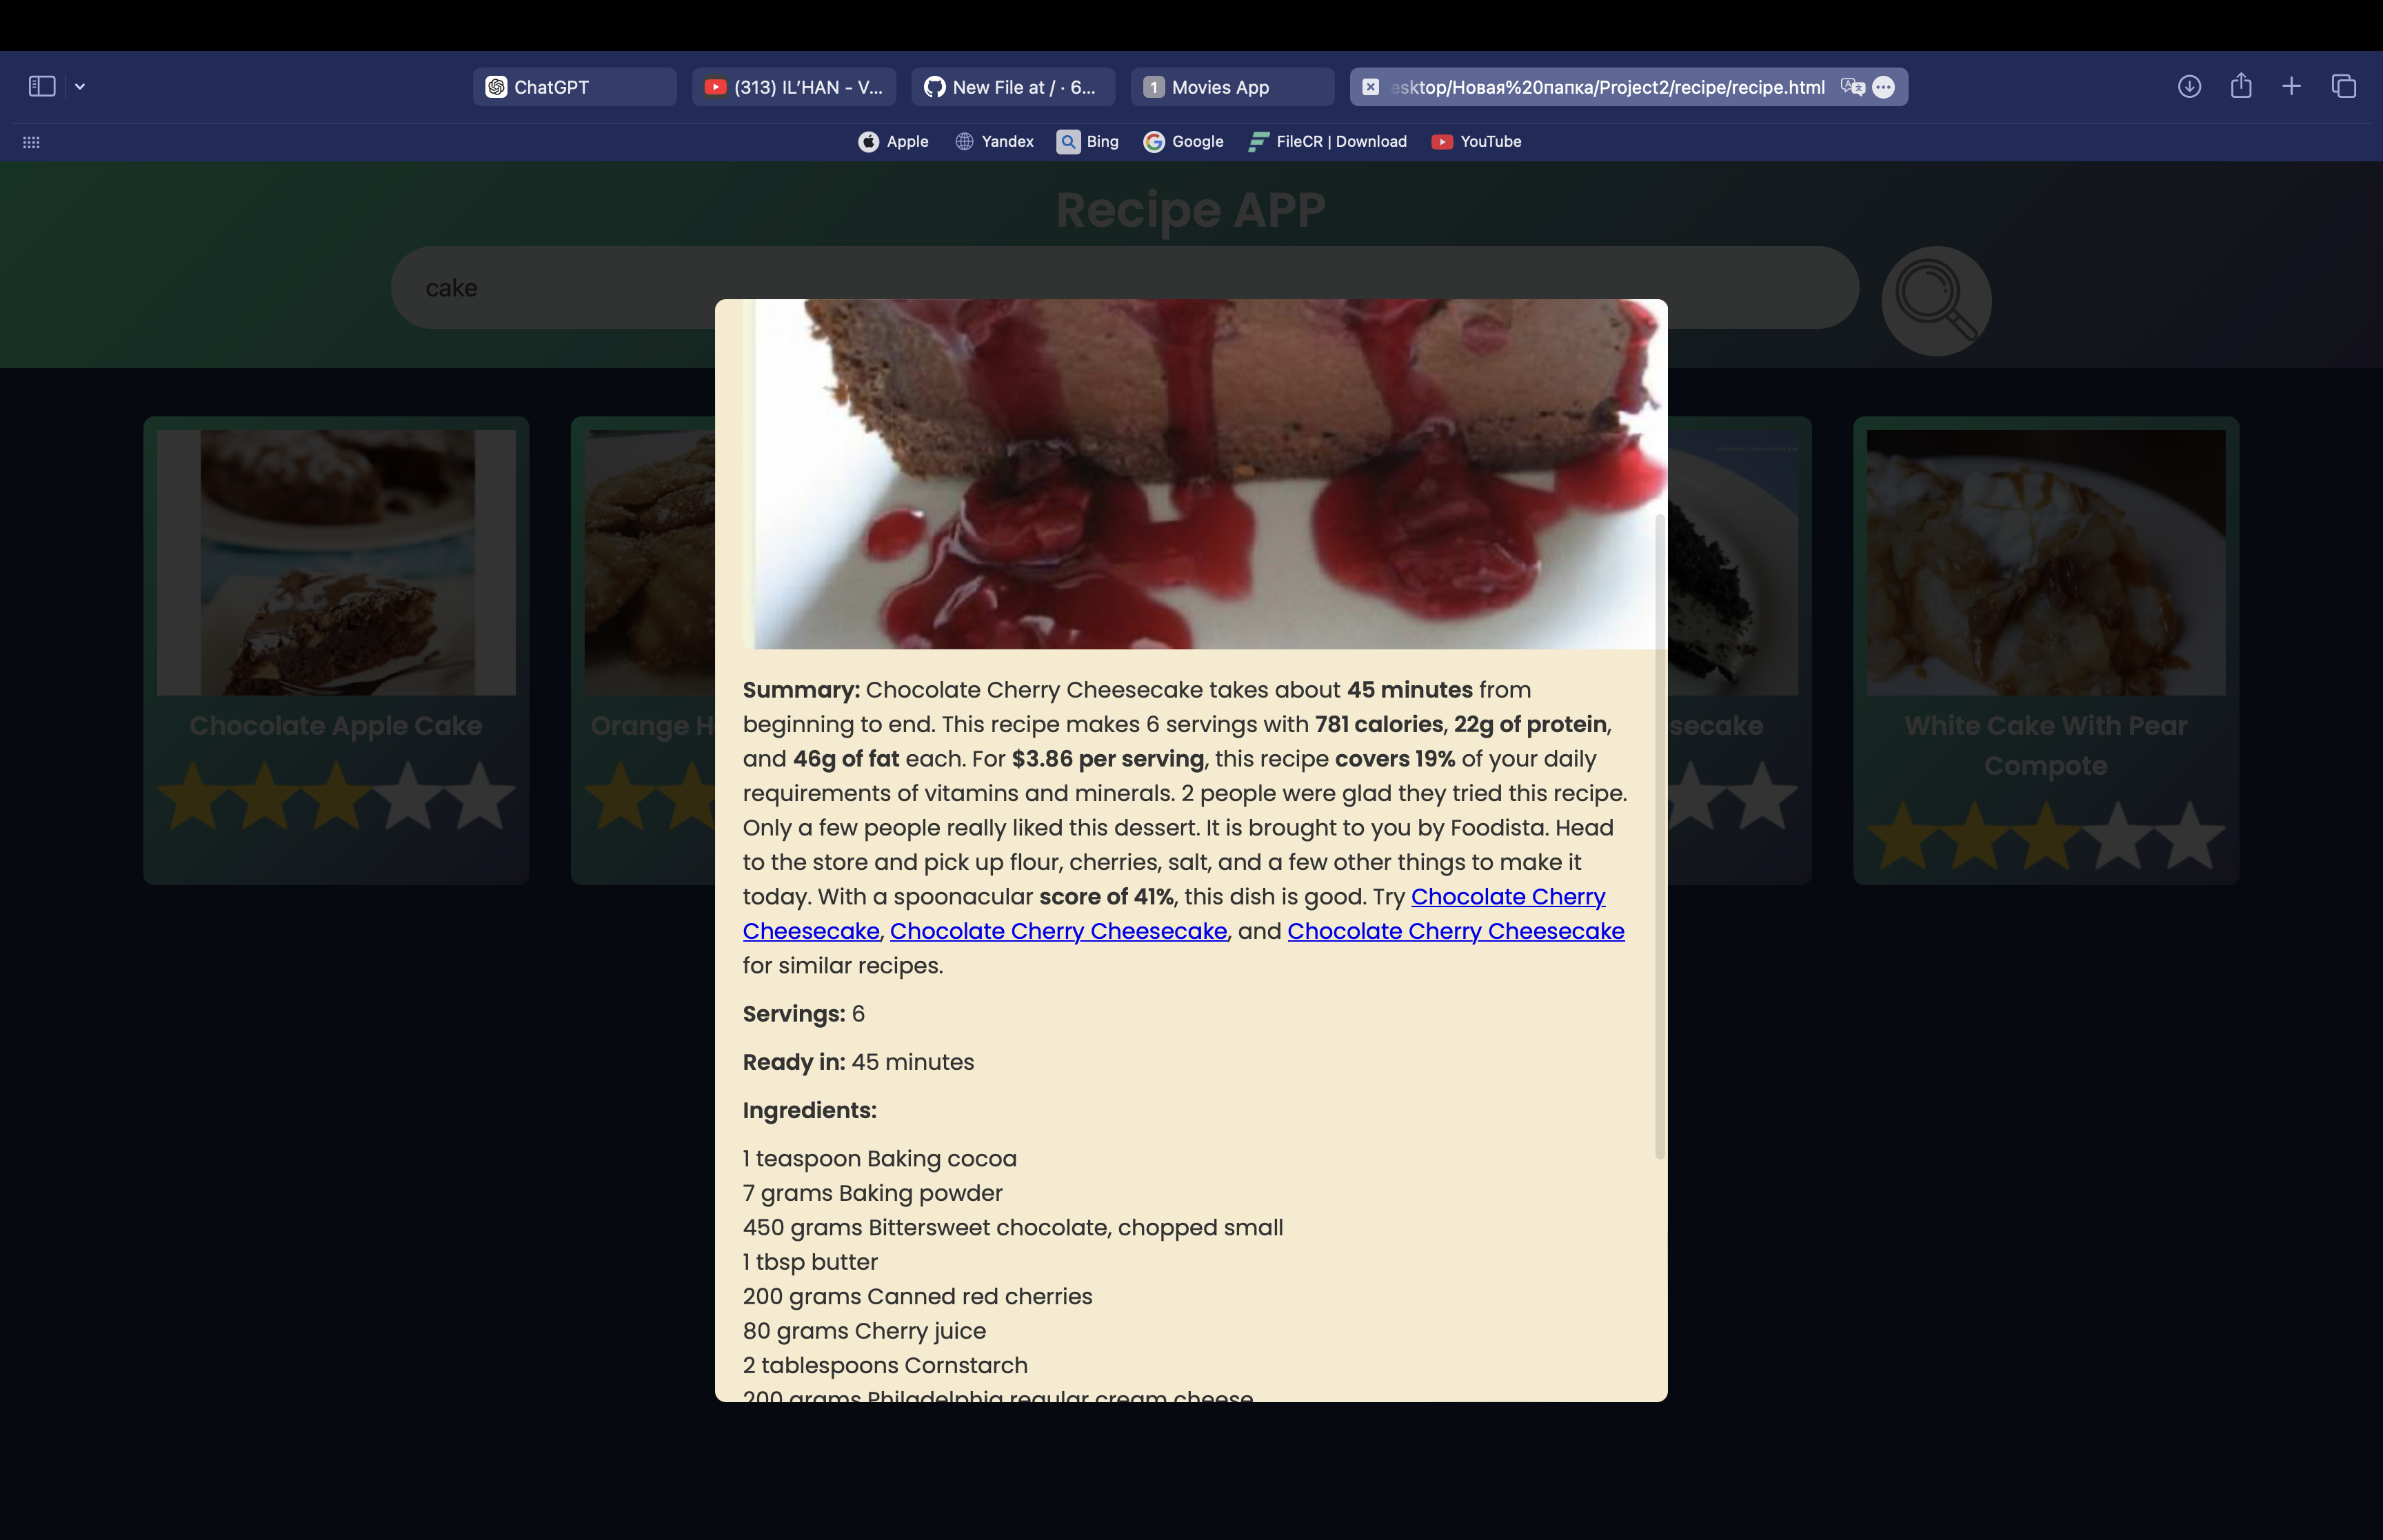 ChatGPT
(313) IL'HAN - V...
New File at / · 6...
1 Movies App
esktop/Новая%20папка/Project2/recipe/recipe.html
Apple
Yandex
Bing
Google
FileCR | Download
YouTube
Recipe APP
cake
Chocolate Apple Cake
Orange H
secake
White Cake With Pear
Compote
Summary: Chocolate Cherry Cheesecake takes about 45 minutes from
beginning to end. This recipe makes 6 servings with 781 calories, 22g of protein,
and 46g of fat each. For $3.86 per serving, this recipe covers 19% of your daily
requirements of vitamins and minerals. 2 people were glad they tried this recipe.
Only a few people really liked this dessert. It is brought to you by Foodista. Head
to the store and pick up flour, cherries, salt, and a few other things to make it
today. With a spoonacular score of 41%, this dish is good. Try Chocolate Cherry
Cheesecake, Chocolate Cherry Cheesecake, and Chocolate Cherry Cheesecake
for similar recipes.
Servings: 6
Ready in: 45 minutes
Ingredients:
1 teaspoon Baking cocoa
7 grams Baking powder
450 grams Bittersweet chocolate, chopped small
1 tbsp butter
200 grams Canned red cherries
80 grams Cherry juice
2 tablespoons Cornstarch
200 grams Philadelphia regular cream cheese